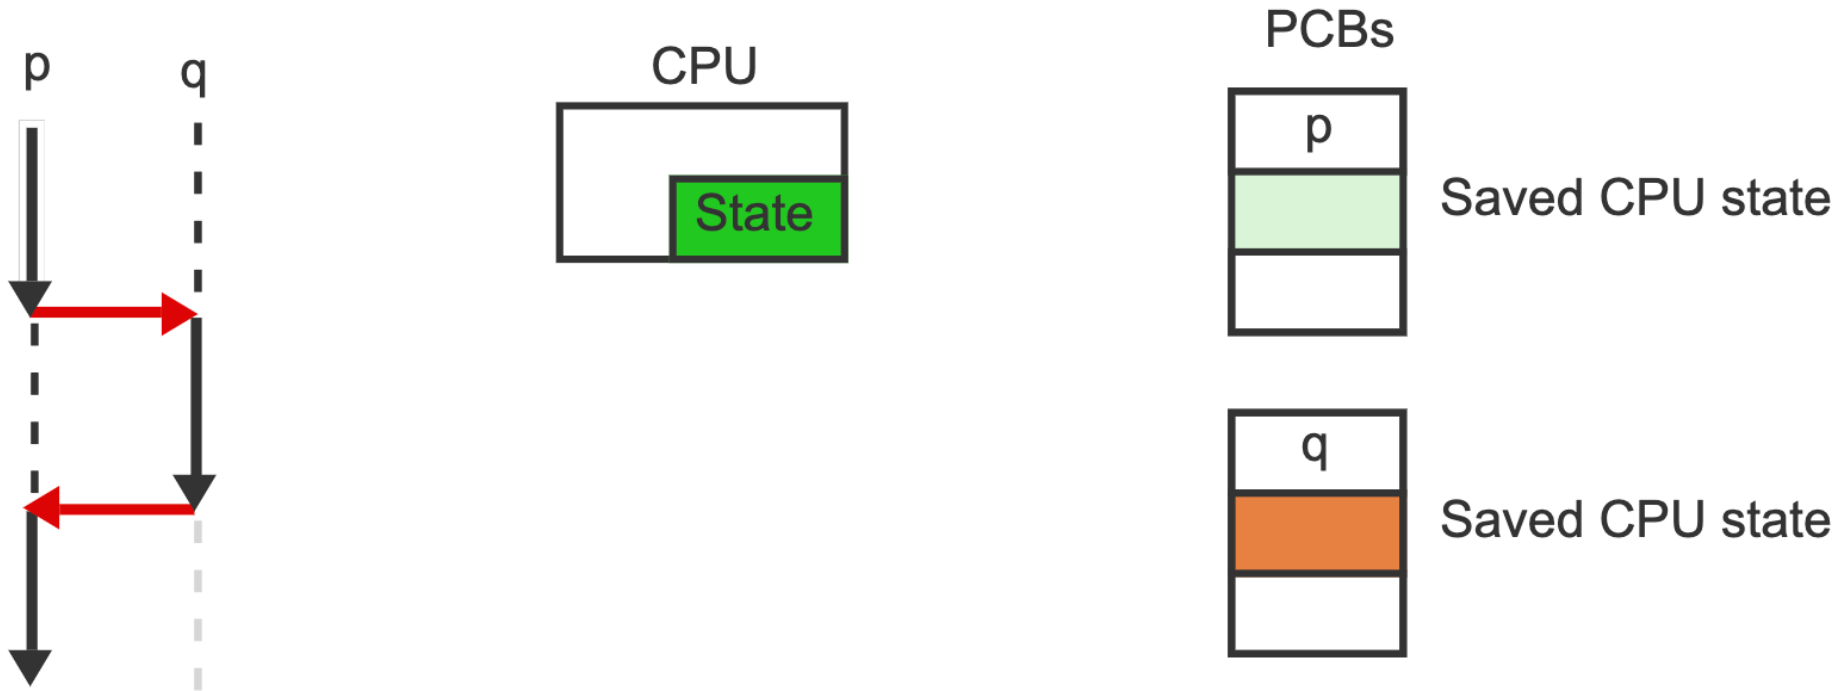 p
q
CPU
State
PCBs
p
Saved CPU state
q
Saved CPU state